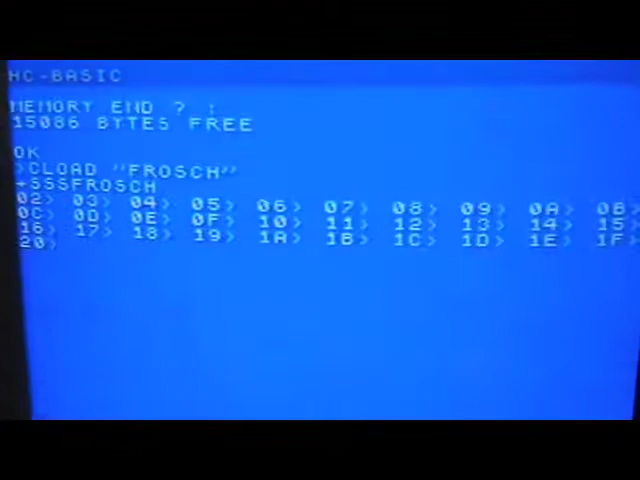 HC-BASIC
MEMORY END ? :
15086 BYTES FREE
OK
>CLOAD "FROSCH"
+SSSFROSCH
02> 03> 04> 05> 06> 07> 08> 09> 0A> 0B>
0C> 0D> 0E> 0F> 10> 11> 12> 13> 14> 15>
16> 17> 18> 19> 1A> 1B> 1C> 1D> 1E> 1F>
20>